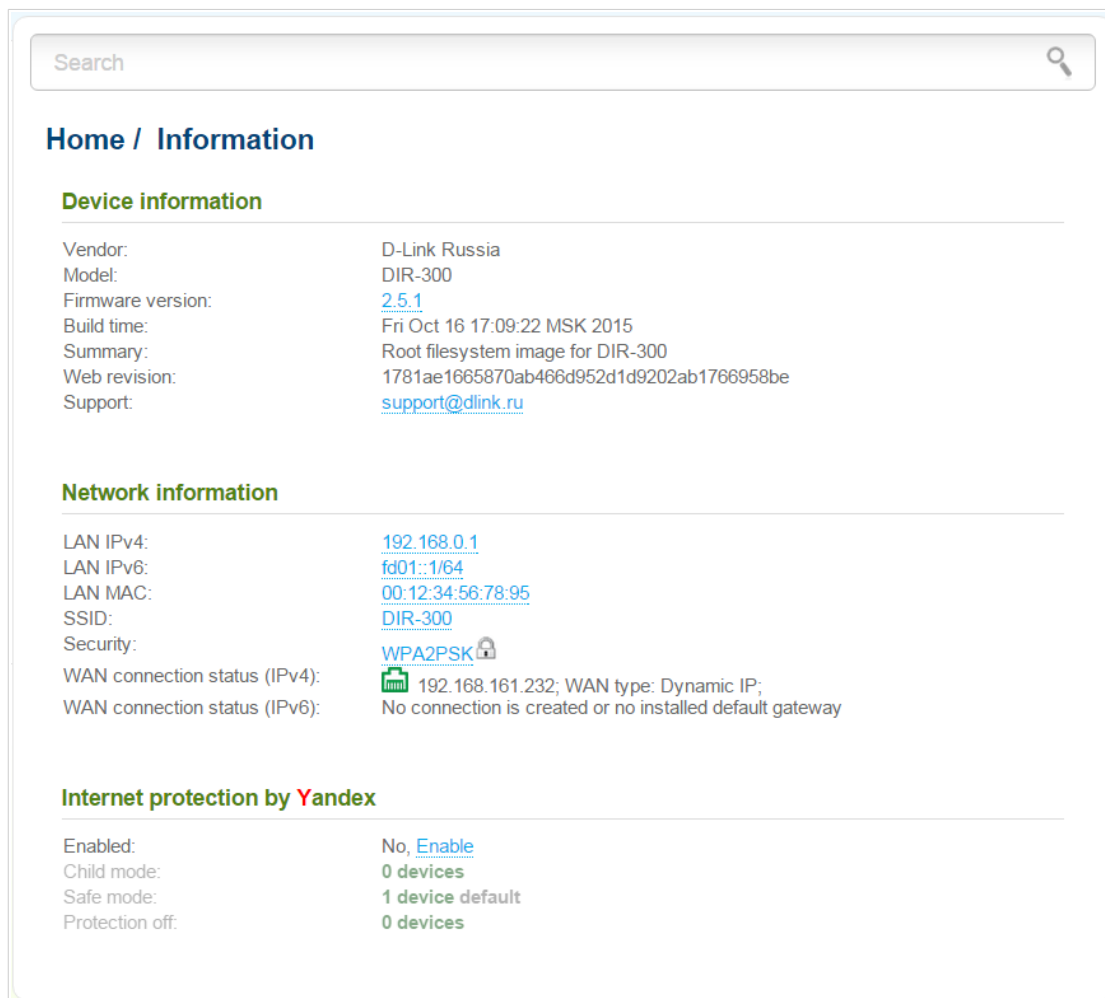 Search
Home / Information
Device information
Vendor: D-Link Russia
Model: DIR-300
Firmware version: 2.5.1
Build time: Fri Oct 16 17:09:22 MSK 2015
Summary: Root filesystem image for DIR-300
Web revision: 1781ae1665870ab466d952d1d9202ab1766958be
Support: support@dlink.ru
Network information
LAN IPv4: 192.168.0.1
LAN IPv6: fd01::1/64
LAN MAC: 00:12:34:56:78:95
SSID: DIR-300
Security: WPA2PSK
WAN connection status (IPv4): 192.168.161.232; WAN type: Dynamic IP;
WAN connection status (IPv6): No connection is created or no installed default gateway
Internet protection by Yandex
Enabled: No, Enable
Child mode: 0 devices
Safe mode: 1 device default
Protection off: 0 devices